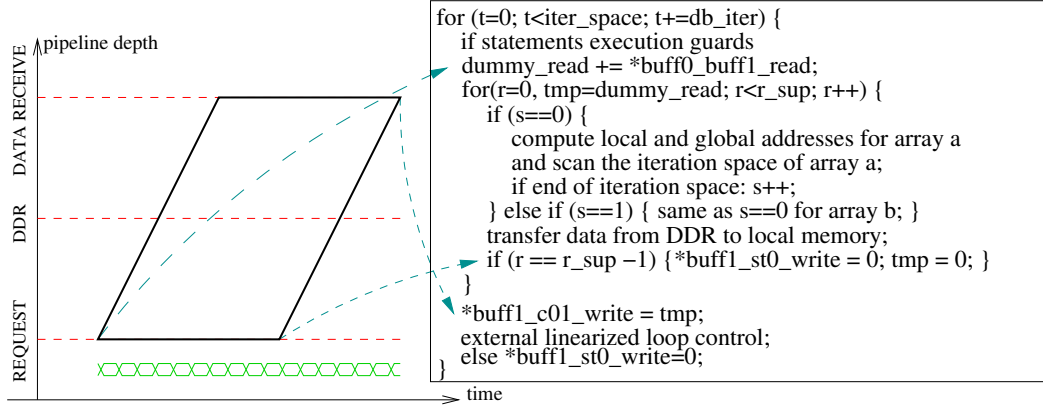 pipeline depth
DATA RECEIVE
DDR
REQUEST
time
for (t=0; t<iter_space; t+=db_iter) {
if statements execution guards
dummy_read += *buff0_buff1_read;
for(r=0, tmp=dummy_read; r<r_sup; r++) {
if (s==0) {
compute local and global addresses for array a
and scan the iteration space of array a;
if end of iteration space: s++;
} else if (s==1) { same as s==0 for array b; }
transfer data from DDR to local memory;
if (r == r_sup −1) {*buff1_st0_write = 0; tmp = 0; }
}
*buff1_c01_write = tmp;
external linearized loop control;
else *buff1_st0_write=0;
}